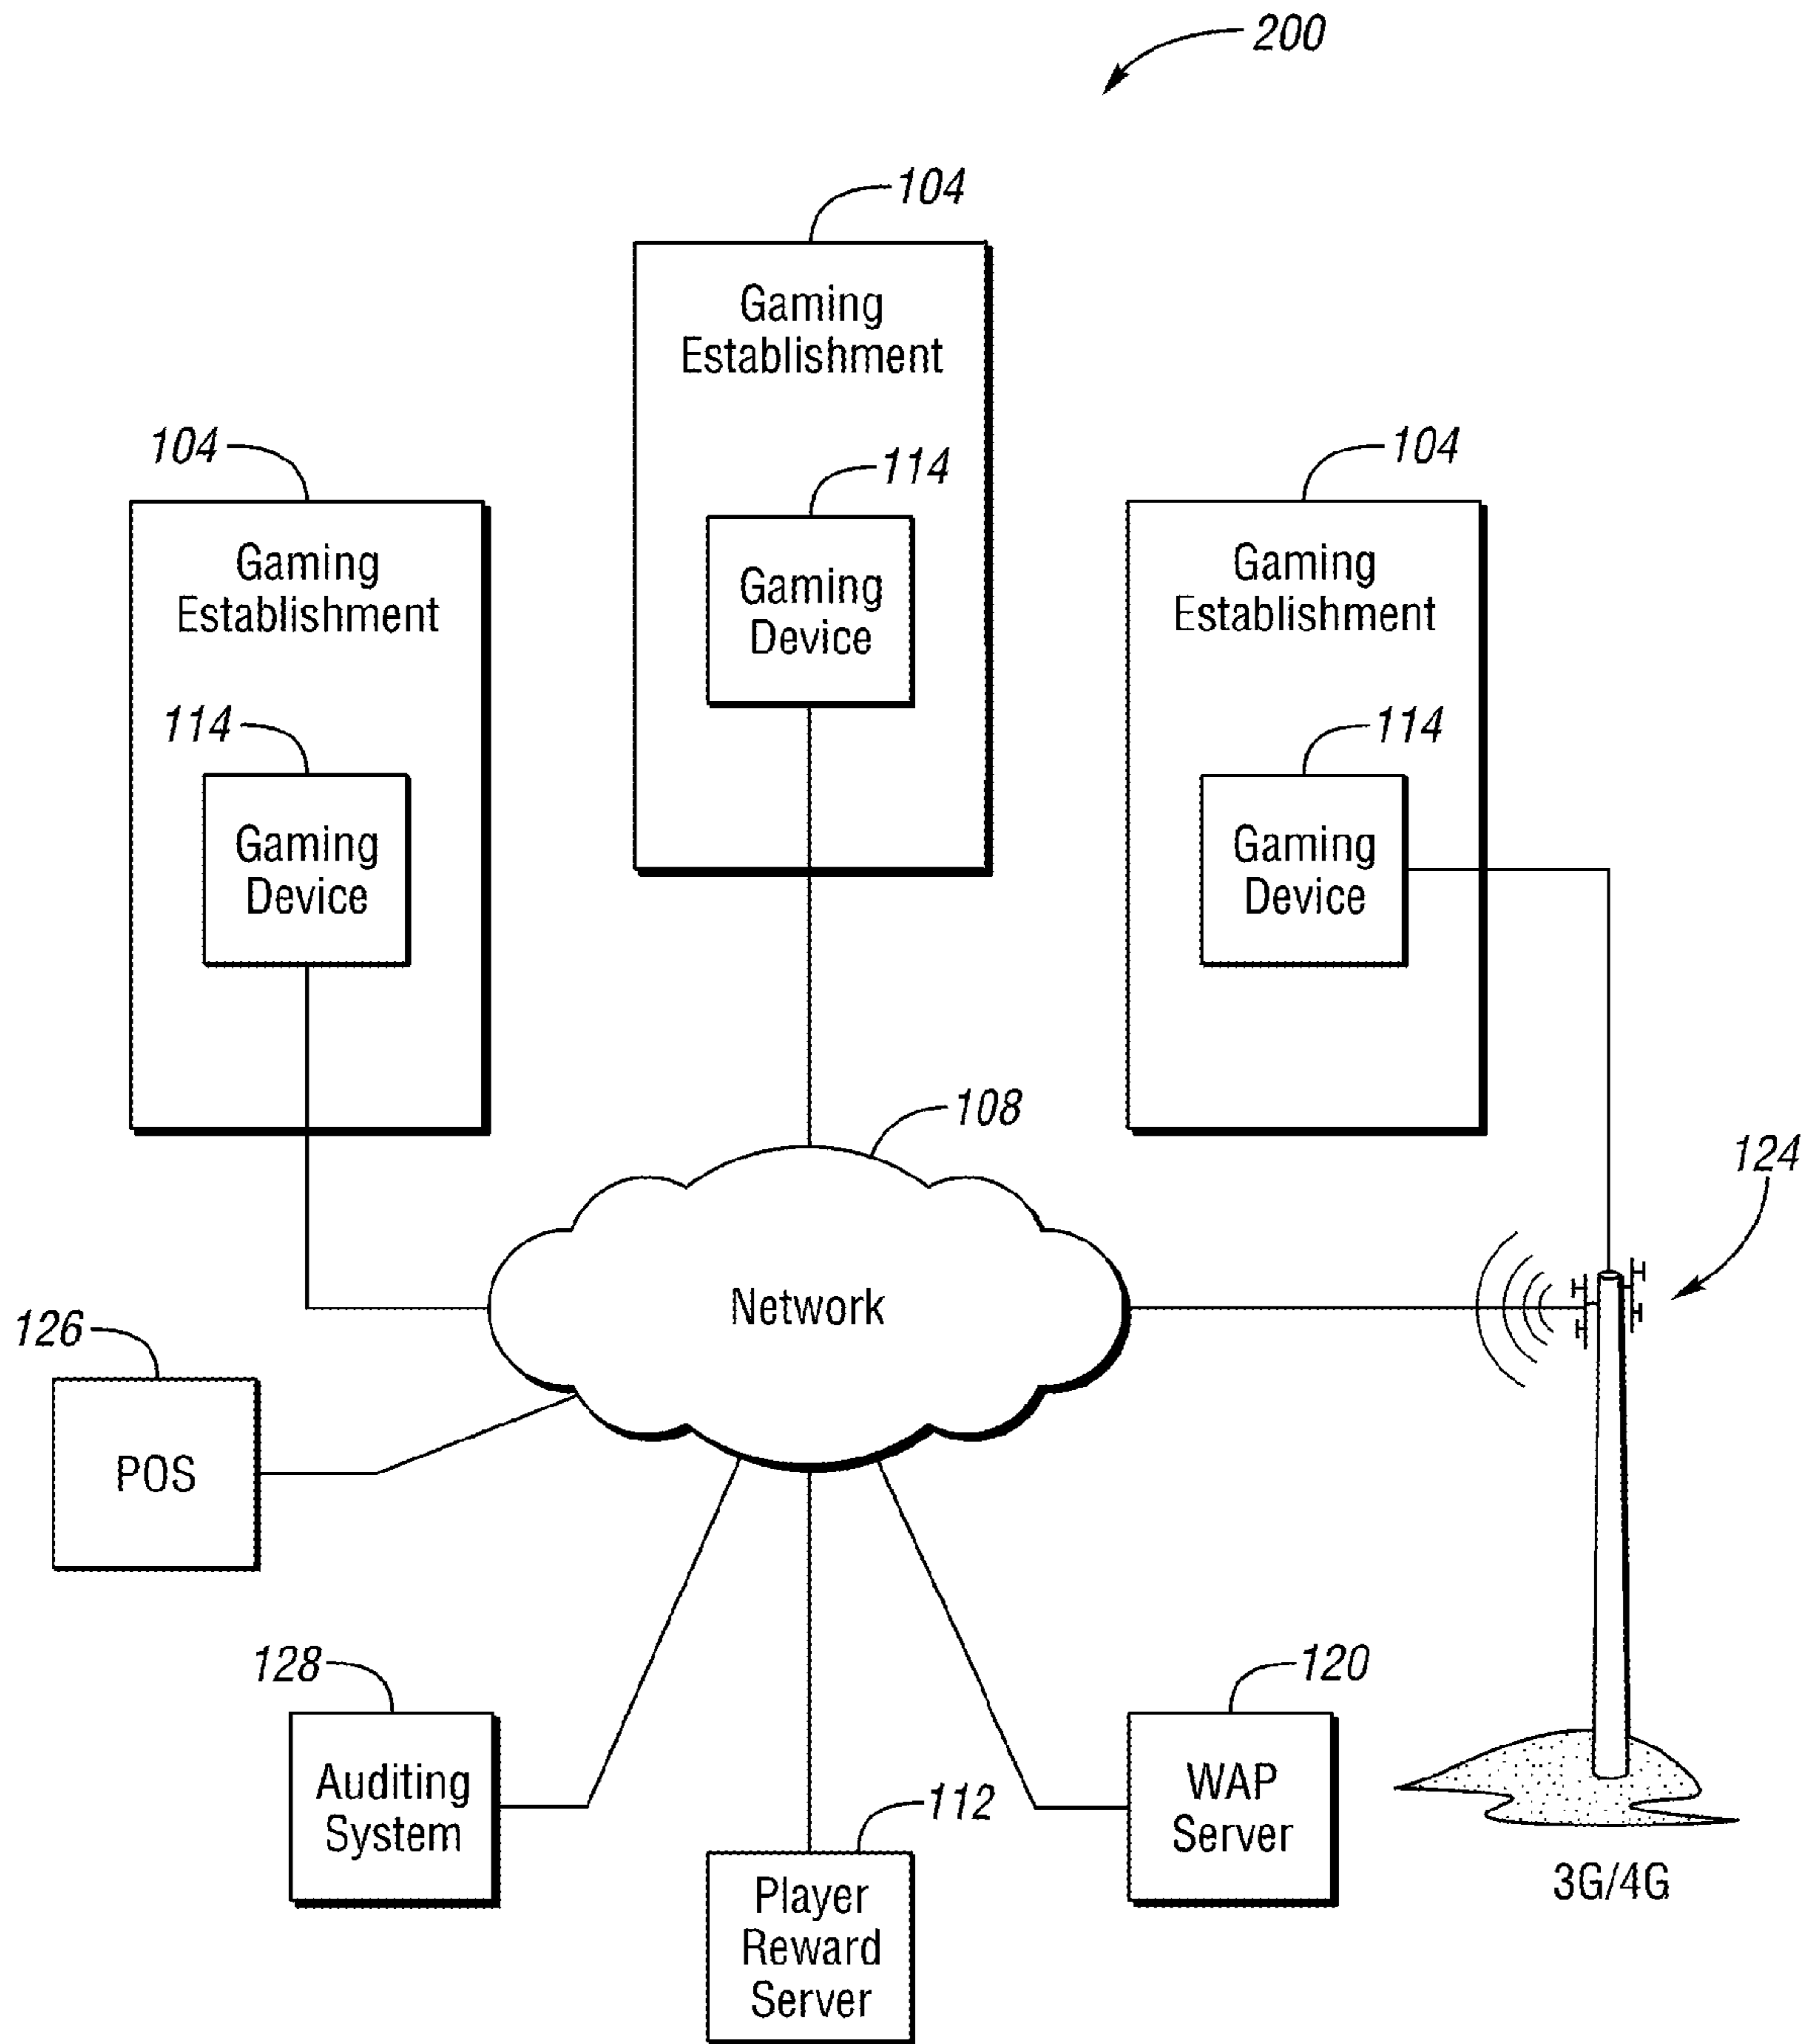 200
104
Gaming
Establishment
104
114
104
Gaming
Establishment
Gaming
Device
Gaming
Establishment
114
114
Gaming
Device
Gaming
Device
108
124
Network
126
POS
128
120
Auditing
System
112
WAP
Server
Player
Reward
Server
3G/4G